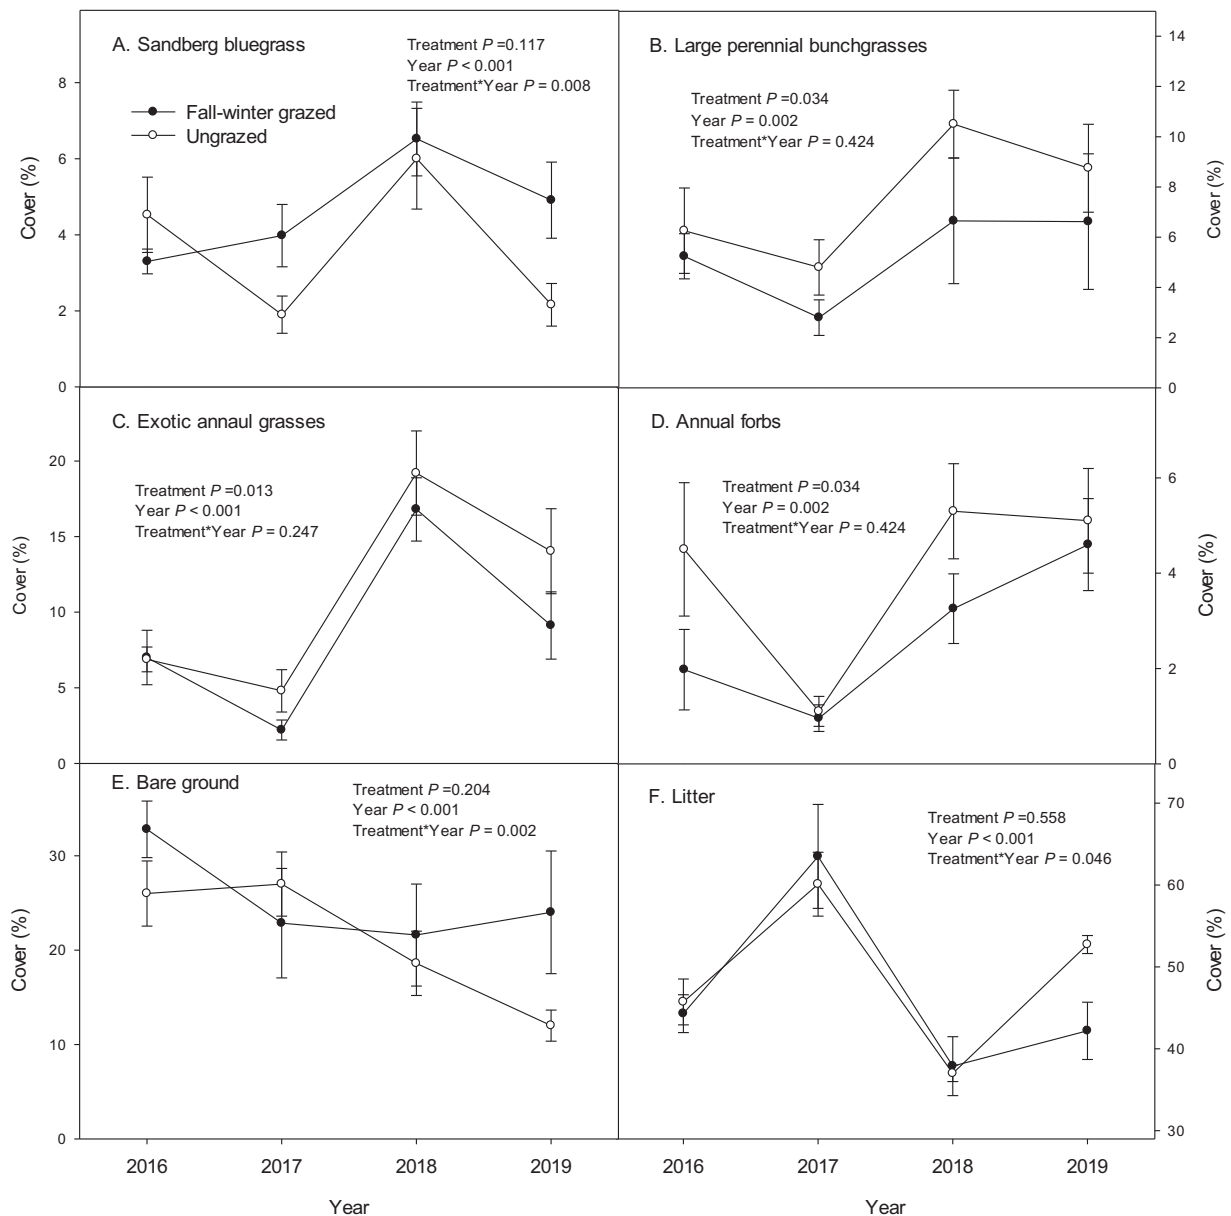 A. Sandberg bluegrass
Treatment P =0.117
Year P < 0.001
Treatment*Year P = 0.008
Fall-winter grazed
Ungrazed
Cover (%)
8
6
4
2
0
B. Large perennial bunchgrasses
Treatment P =0.034
Year P = 0.002
Treatment*Year P = 0.424
Cover (%)
14
12
10
8
6
4
2
0
C. Exotic annaul grasses
Treatment P =0.013
Year P < 0.001
Treatment*Year P = 0.247
Cover (%)
20
15
10
5
0
D. Annual forbs
Treatment P =0.034
Year P = 0.002
Treatment*Year P = 0.424
Cover (%)
6
4
2
0
E. Bare ground
Treatment P =0.204
Year P < 0.001
Treatment*Year P = 0.002
Cover (%)
30
20
10
0
2016 2017 2018 2019
Year
F. Litter
Treatment P =0.558
Year P < 0.001
Treatment*Year P = 0.046
Cover (%)
70
60
50
40
30
2016 2017 2018 2019
Year